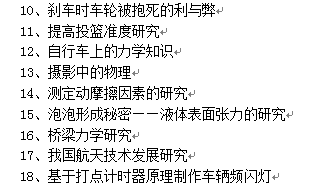 10、刹车时车轮被抱死的利与弊
11、提高投篮准度研究
12、自行车上的力学知识
13、摄影中的物理
14、测定动摩擦因素的研究
15、泡泡形成秘密——液体表面张力的研究
16、桥梁力学研究
17、我国航天技术发展研究
18、基于打点计时器原理制作车辆频闪灯